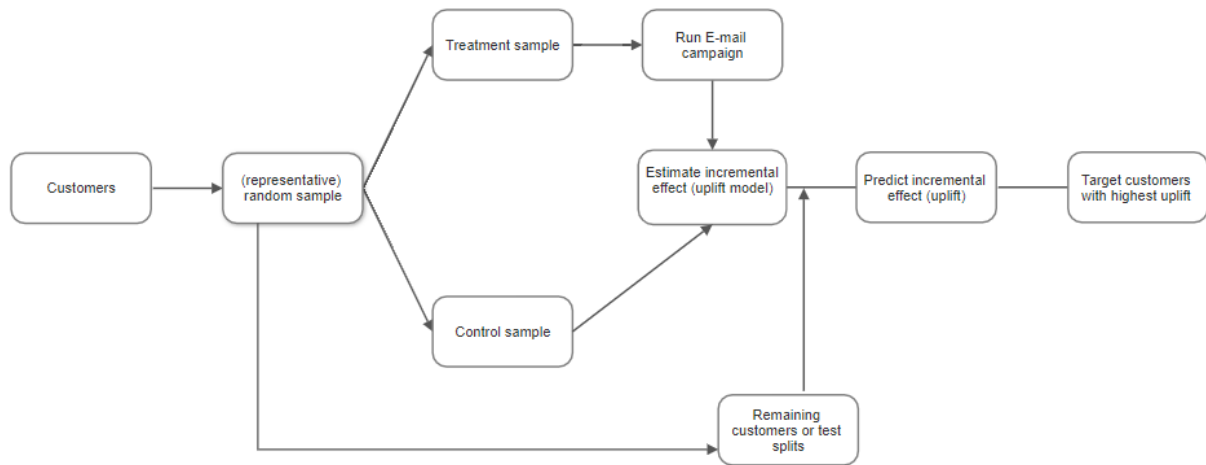 Treatment sample
Run E-mail
campaign
Customers
(representative)
random sample
Estimate incremental
effect (uplift model)
Predict incremental
effect (uplift)
Target customers
with highest uplift
Control sample
Remaining
customers or test
splits